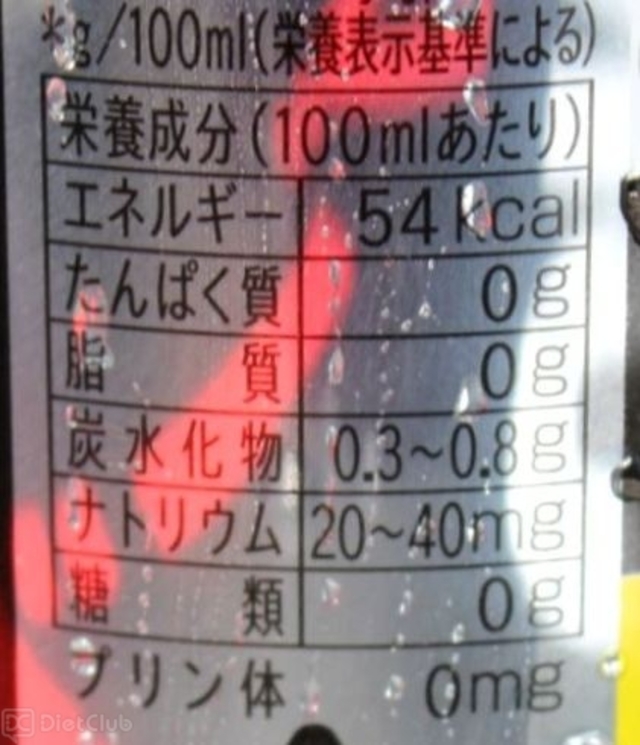 *g/100ml(栄養表示基準による)
栄養成分(100mlあたり)
エネルギー 54kcal
たんぱく質 0g
脂質 0g
炭水化物 0.3~0.8g
ナトリウム 20~40mg
糖類 0g
プリン体 0mg
DietClub